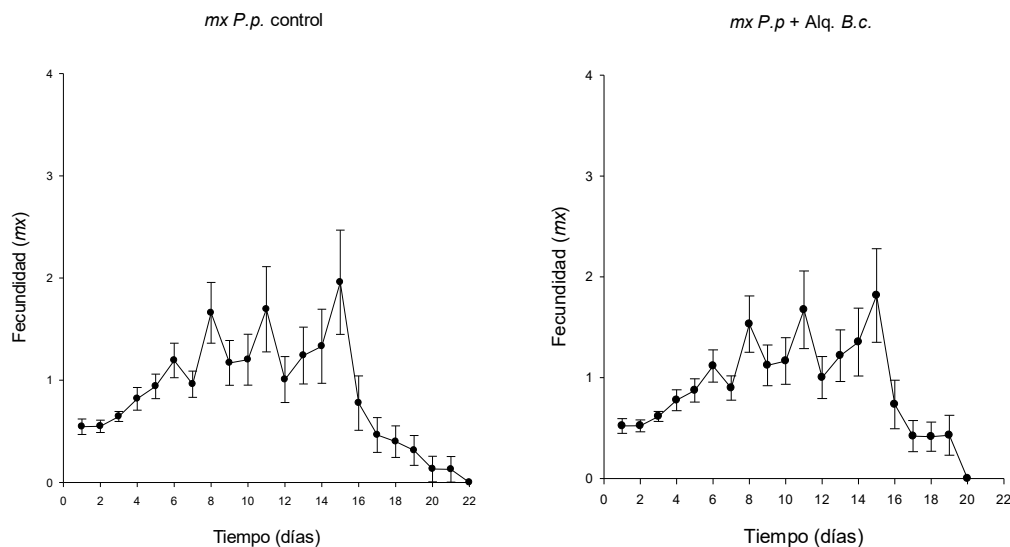 mx P.p. control
Fecundidad (mx)
4
3
2
1
0
0 2 4 6 8 10 12 14 16 18 20 22
Tiempo (días)
mx P.p + Alq. B.c.
Fecundidad (mx)
4
3
2
1
0
0 2 4 6 8 10 12 14 16 18 20 22
Tiempo (días)